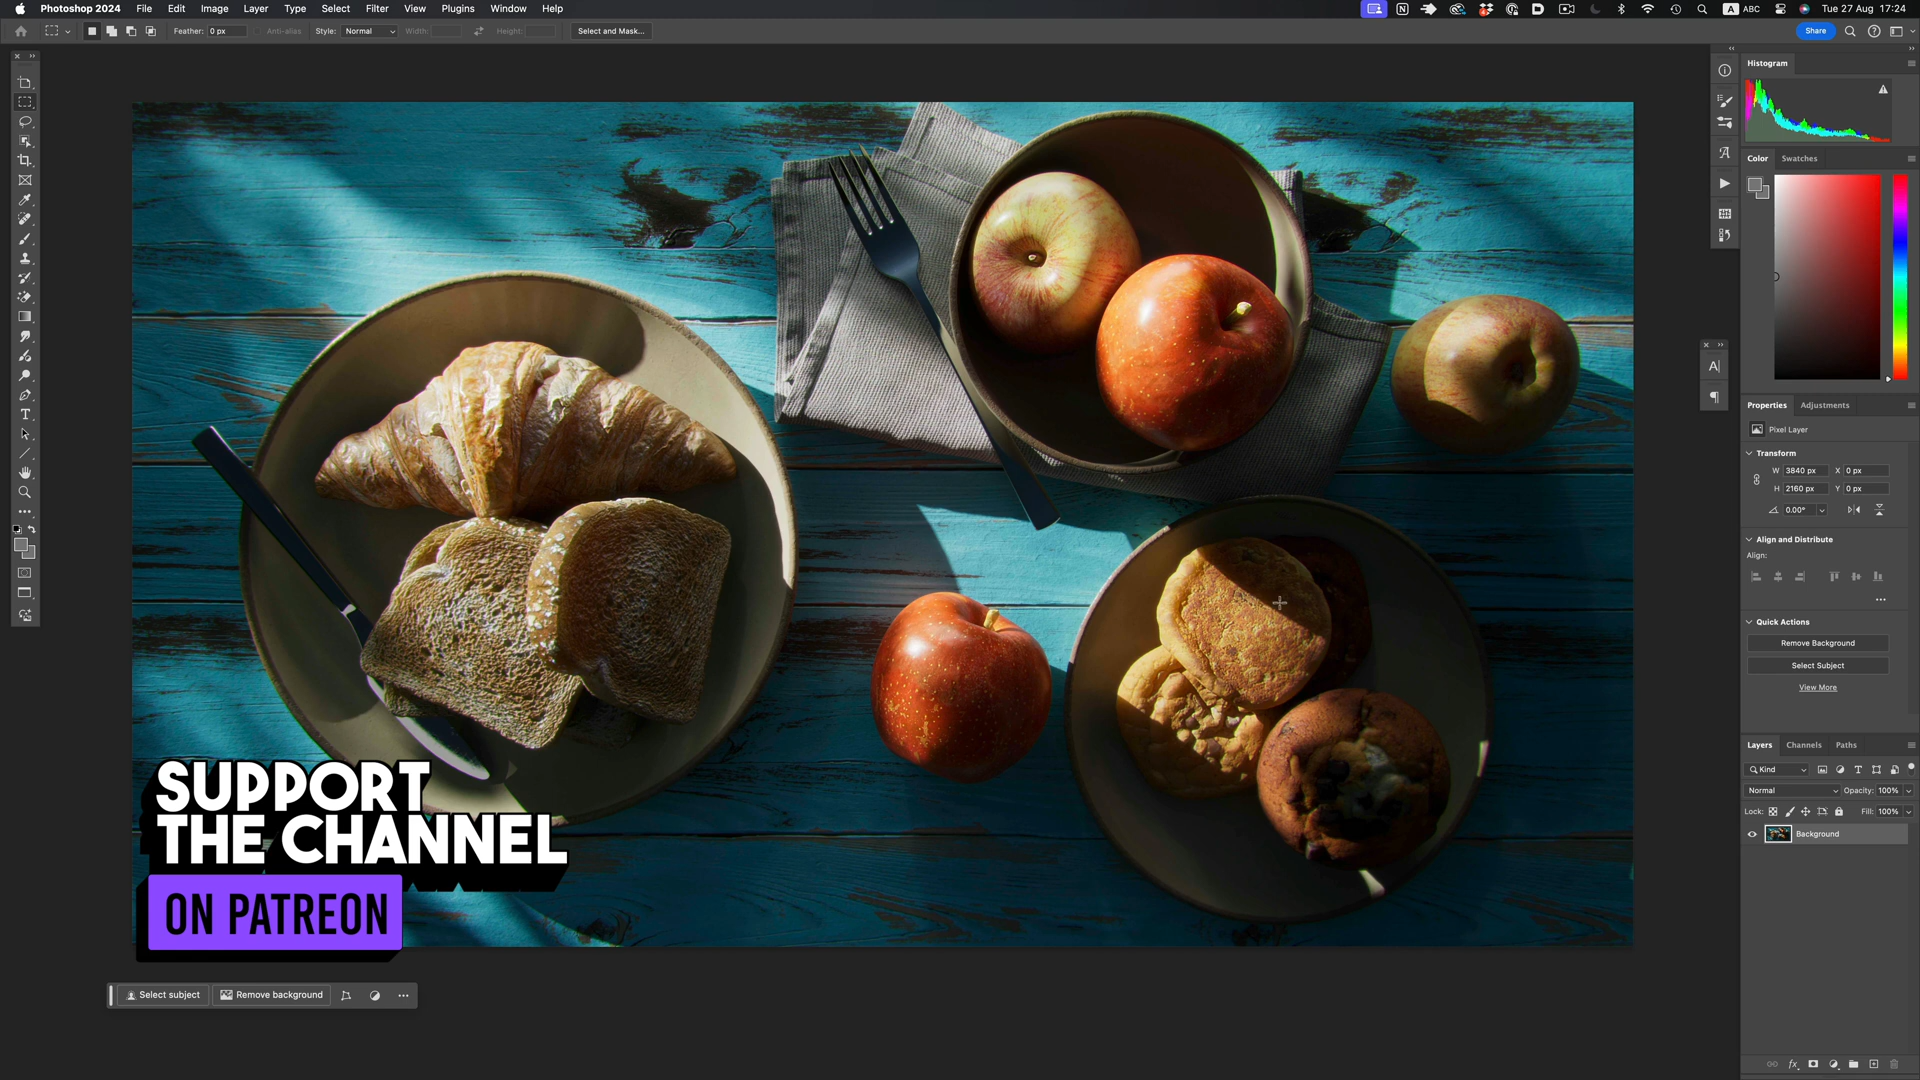 Photoshop 2024 File Edit Image Layer Type Select Filter View Plugins Window Help
A ABC Tue 27 Aug 17:24
Feather: 0 px Anti-alias Style: Normal Width: Height: Select and Mask...
Share
Histogram
Color Swatches
Properties Adjustments
Pixel Layer
Transform
W 3840 px X 0 px
H 2160 px Y 0 px
0.00°
Align and Distribute
Align:
Quick Actions
Remove Background
Select Subject
View More
Layers Channels Paths
Kind
Normal Opacity: 100%
Lock: Fill: 100%
Background
SUPPORT
THE CHANNEL
ON PATREON
Select subject Remove background